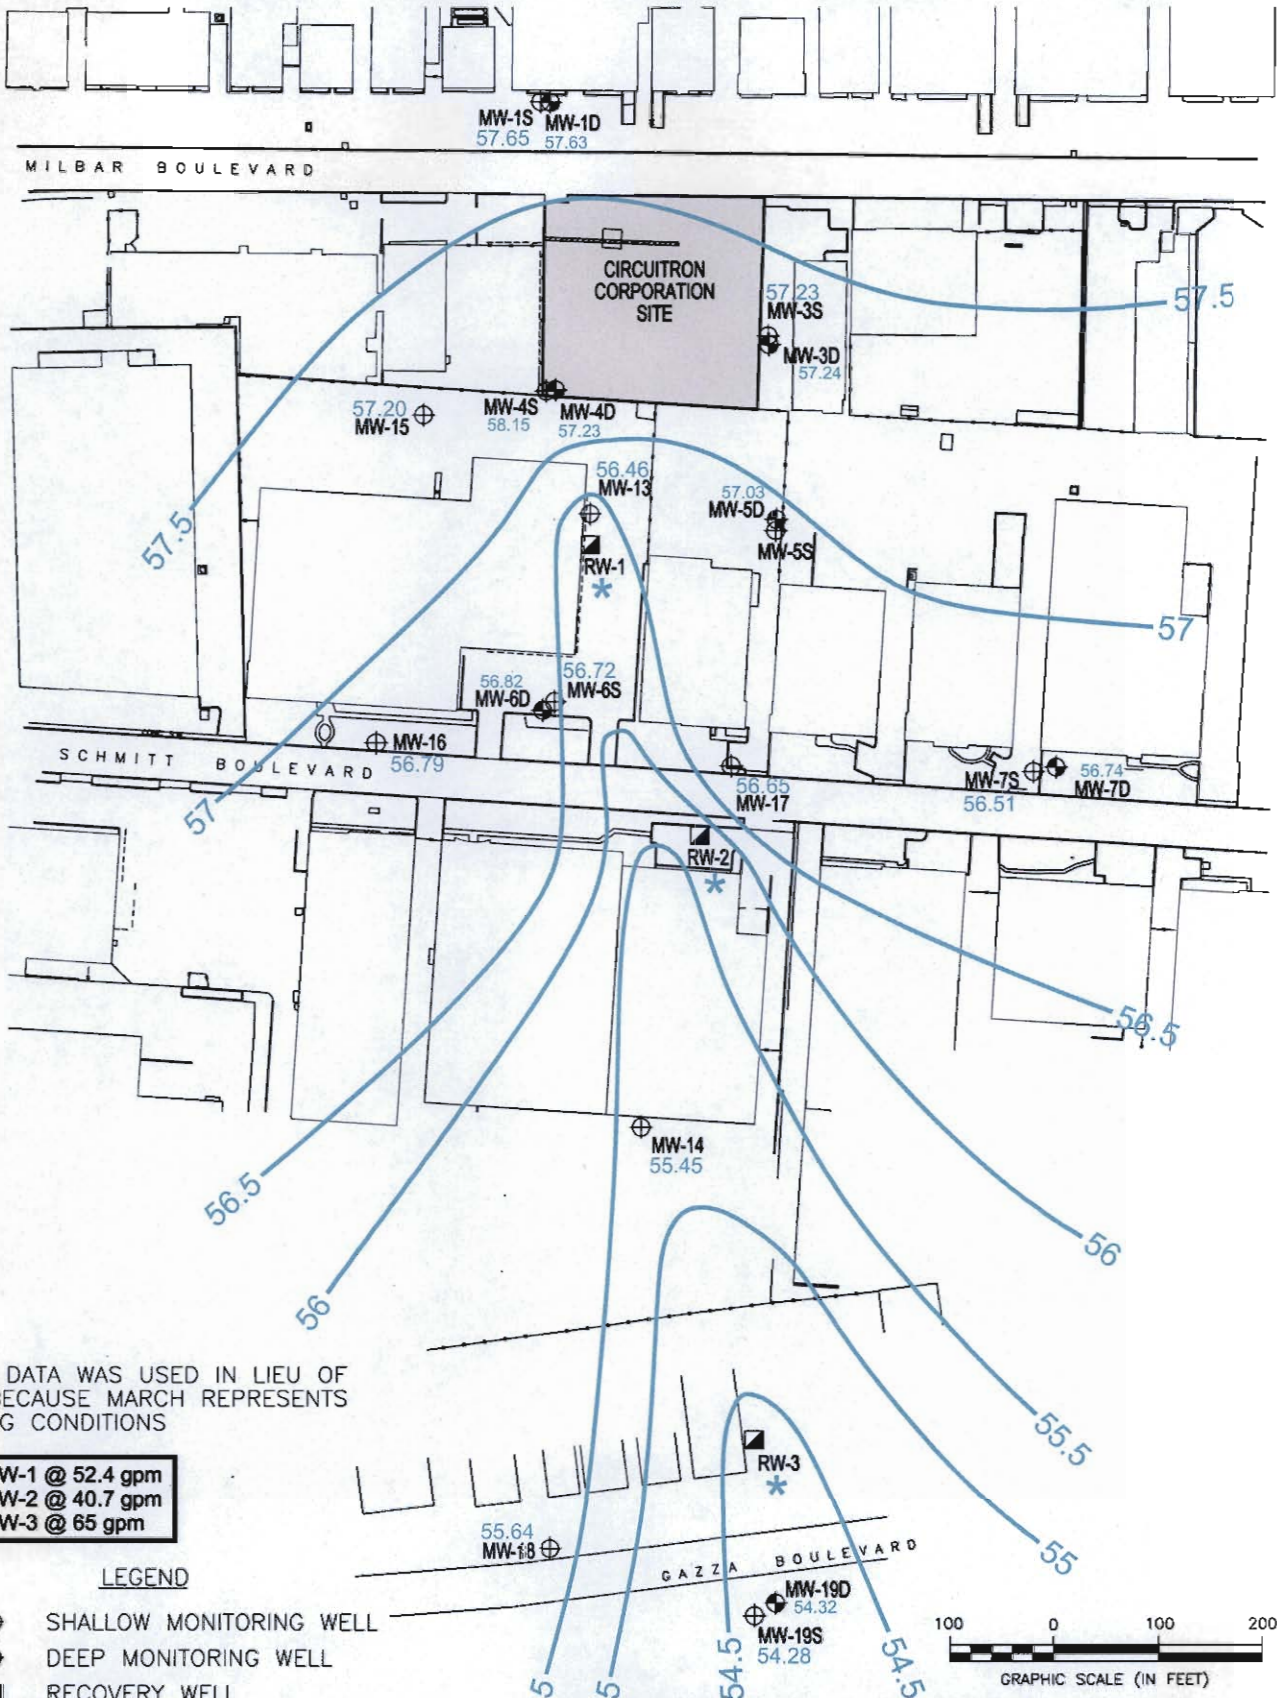 MW-1S
57.65
MW-1D
57.63
MILBAR BOULEVARD
CIRCUITRON
CORPORATION
SITE
57.23
MW-3S
MW-3D
57.24
57.5
57.20
MW-15
MW-4S
58.15
MW-4D
57.23
56.46
MW-13
57.03
MW-5D
MW-5S
57.5
RW-1
*
57
56.82
MW-6D
56.72
MW-6S
MW-16
56.79
SCHMITT BOULEVARD
57
56.65
MW-17
MW-7S
56.51
56.74
MW-7D
RW-2
*
56.5
MW-14
55.45
56.5
56
56
DATA WAS USED IN LIEU OF
BECAUSE MARCH REPRESENTS
G CONDITIONS
55.5
RW-3
*
W-1 @ 52.4 gpm
W-2 @ 40.7 gpm
W-3 @ 65 gpm
55.64
MW-18
GAZZA BOULEVARD
55
LEGEND
MW-19D
54.32
MW-19S
54.28
SHALLOW MONITORING WELL
DEEP MONITORING WELL
RECOVERY WELL
5
5
54.5
54.5
100 0 100 200
GRAPHIC SCALE (IN FEET)